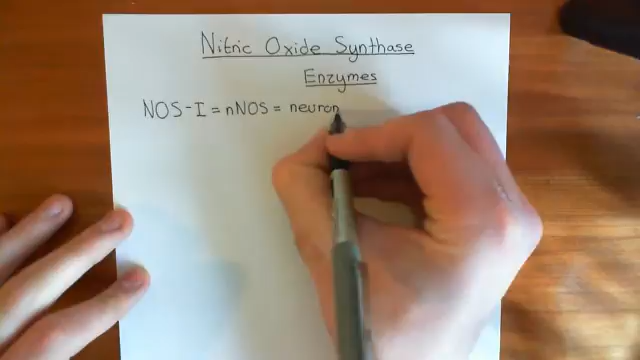 Nitric Oxide Synthase
Enzymes
NOS-I = nNOS = neuron